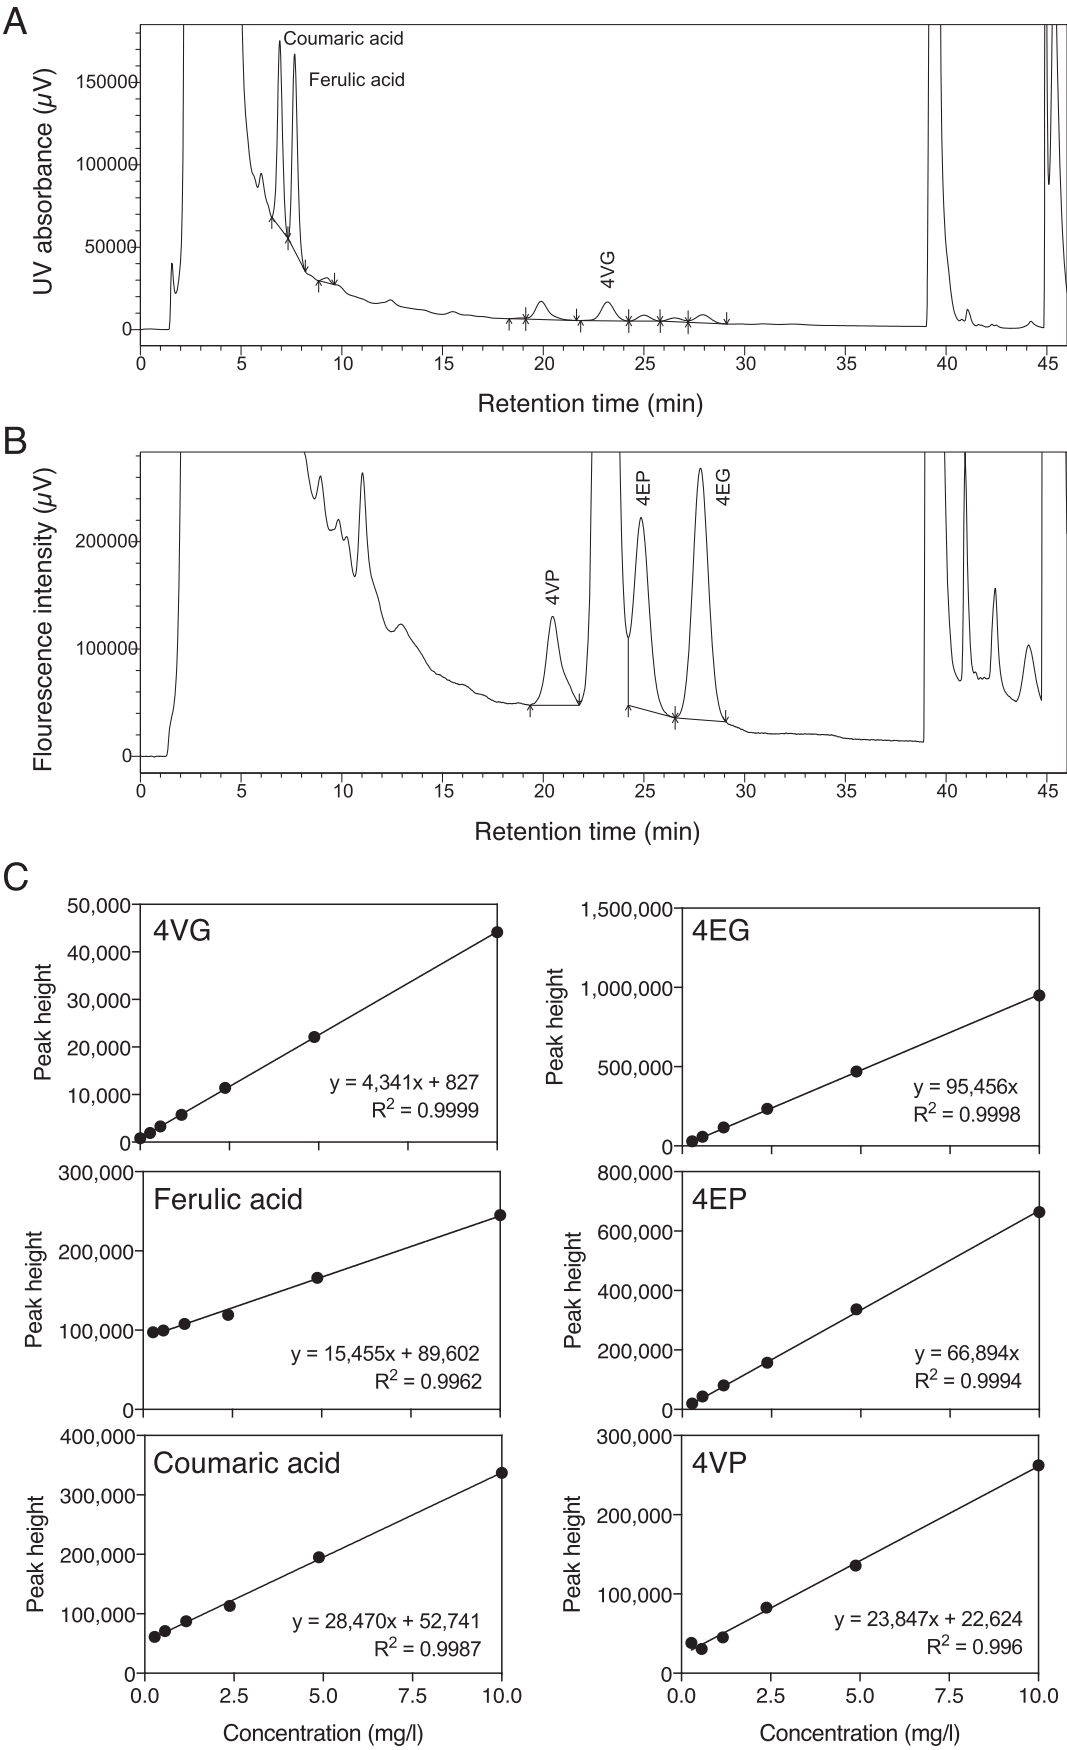 A
UV absorbance (µV)
150000
100000
50000
0
Coumaric acid
Ferulic acid
4VG
0 5 10 15 20 25 30 35 40 45
Retention time (min)
B
Flourescence intensity (µV)
200000
100000
0
4VP
4EP
4EG
0 5 10 15 20 25 30 35 40 45
Retention time (min)
C
4VG
Peak height
50,000
40,000
30,000
20,000
10,000
0
y = 4,341x + 827
R² = 0.9999
4EG
Peak height
1,500,000
1,000,000
500,000
0
y = 95,456x
R² = 0.9998
Ferulic acid
Peak height
300,000
200,000
100,000
0
y = 15,455x + 89,602
R² = 0.9962
4EP
Peak height
800,000
600,000
400,000
200,000
0
y = 66,894x
R² = 0.9994
Coumaric acid
Peak height
400,000
300,000
200,000
100,000
0
y = 28,470x + 52,741
R² = 0.9987
0.0 2.5 5.0 7.5 10.0
Concentration (mg/l)
4VP
Peak height
300,000
200,000
100,000
0
y = 23,847x + 22,624
R² = 0.996
0.0 2.5 5.0 7.5 10.0
Concentration (mg/l)